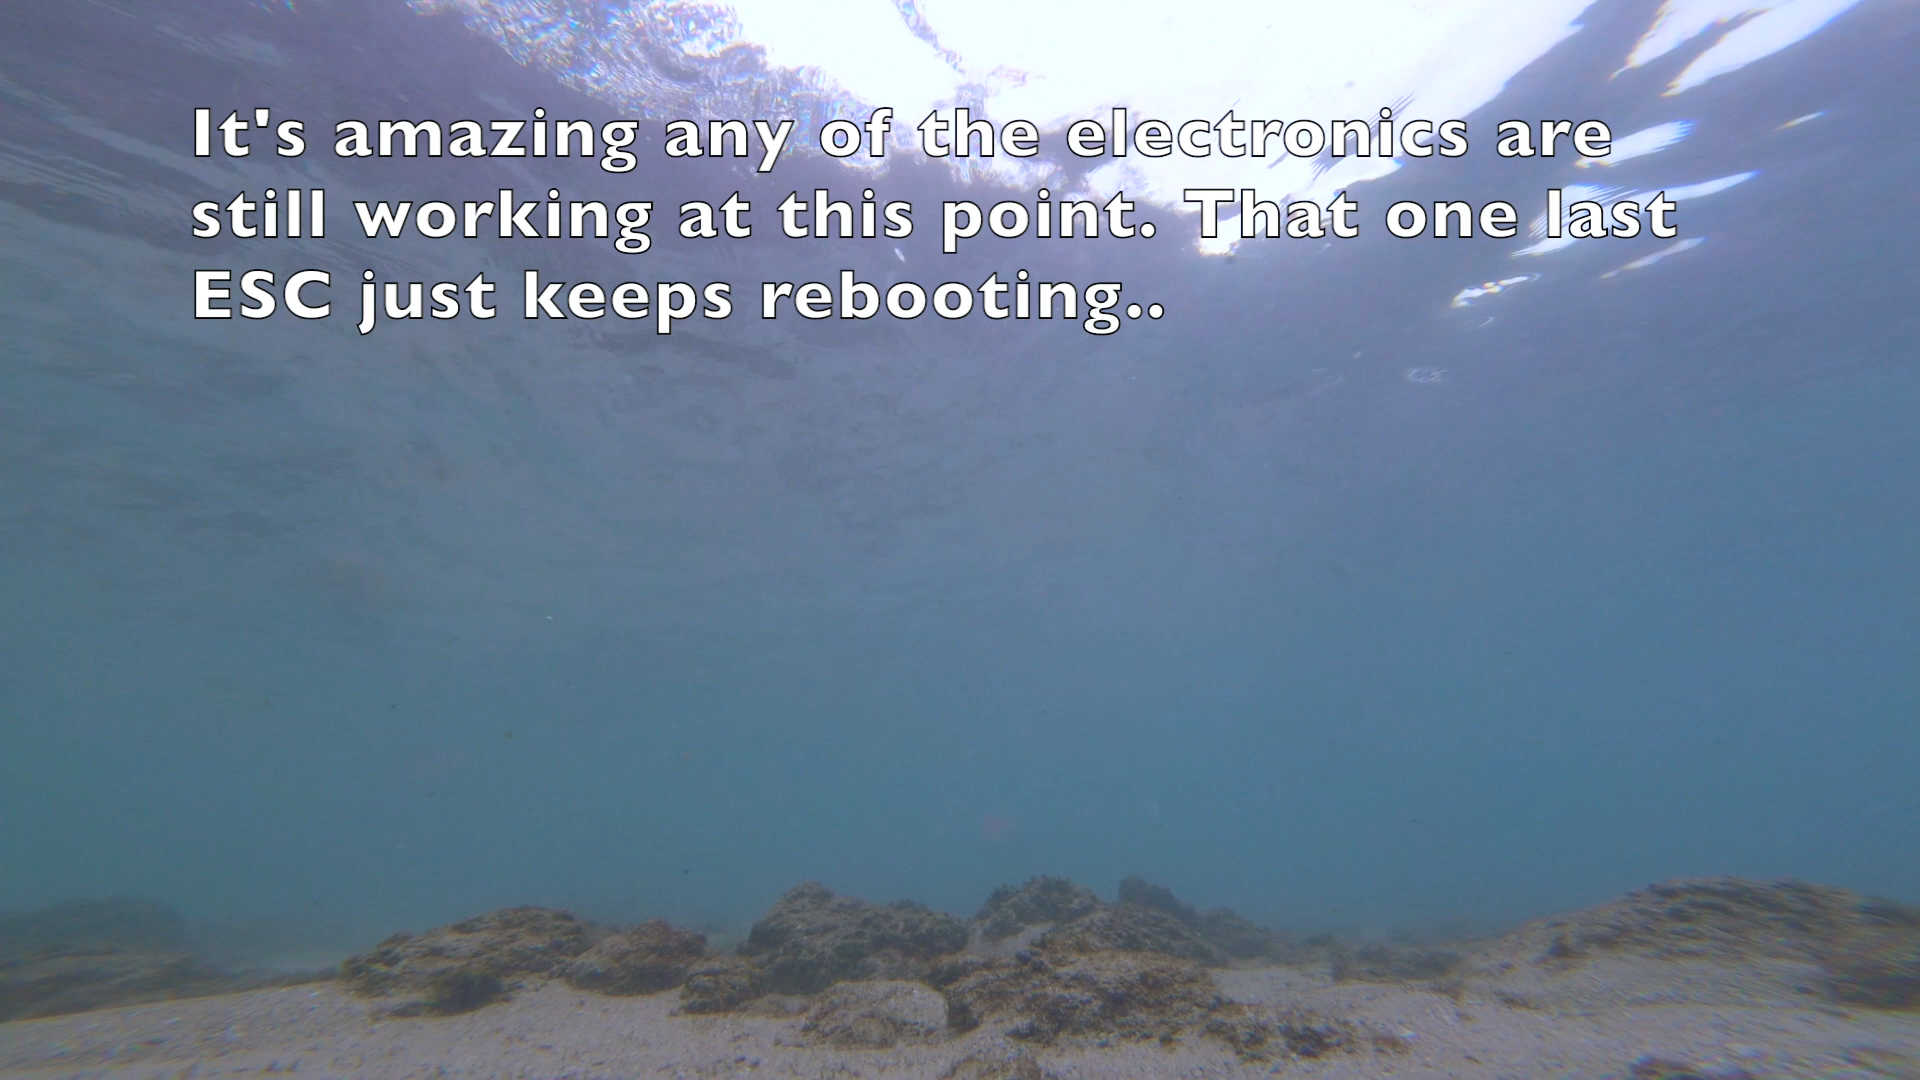 It's amazing any of the electronics are
still working at this point. That one last
ESC just keeps rebooting..